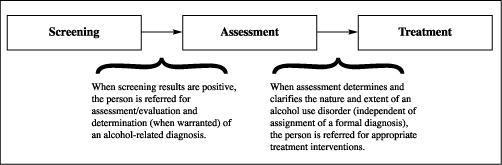 Screening
Assessment
Treatment
When screening results are positive,
the person is referred for
assessment/evaluation and
determination (when warranted) of
an alcohol-related diagnosis.
When assessment determines and
clarifies the nature and extent of an
alcohol use disorder (independent of
assignment of a formal diagnosis),
the person is referred for appropriate
treatment interventions.